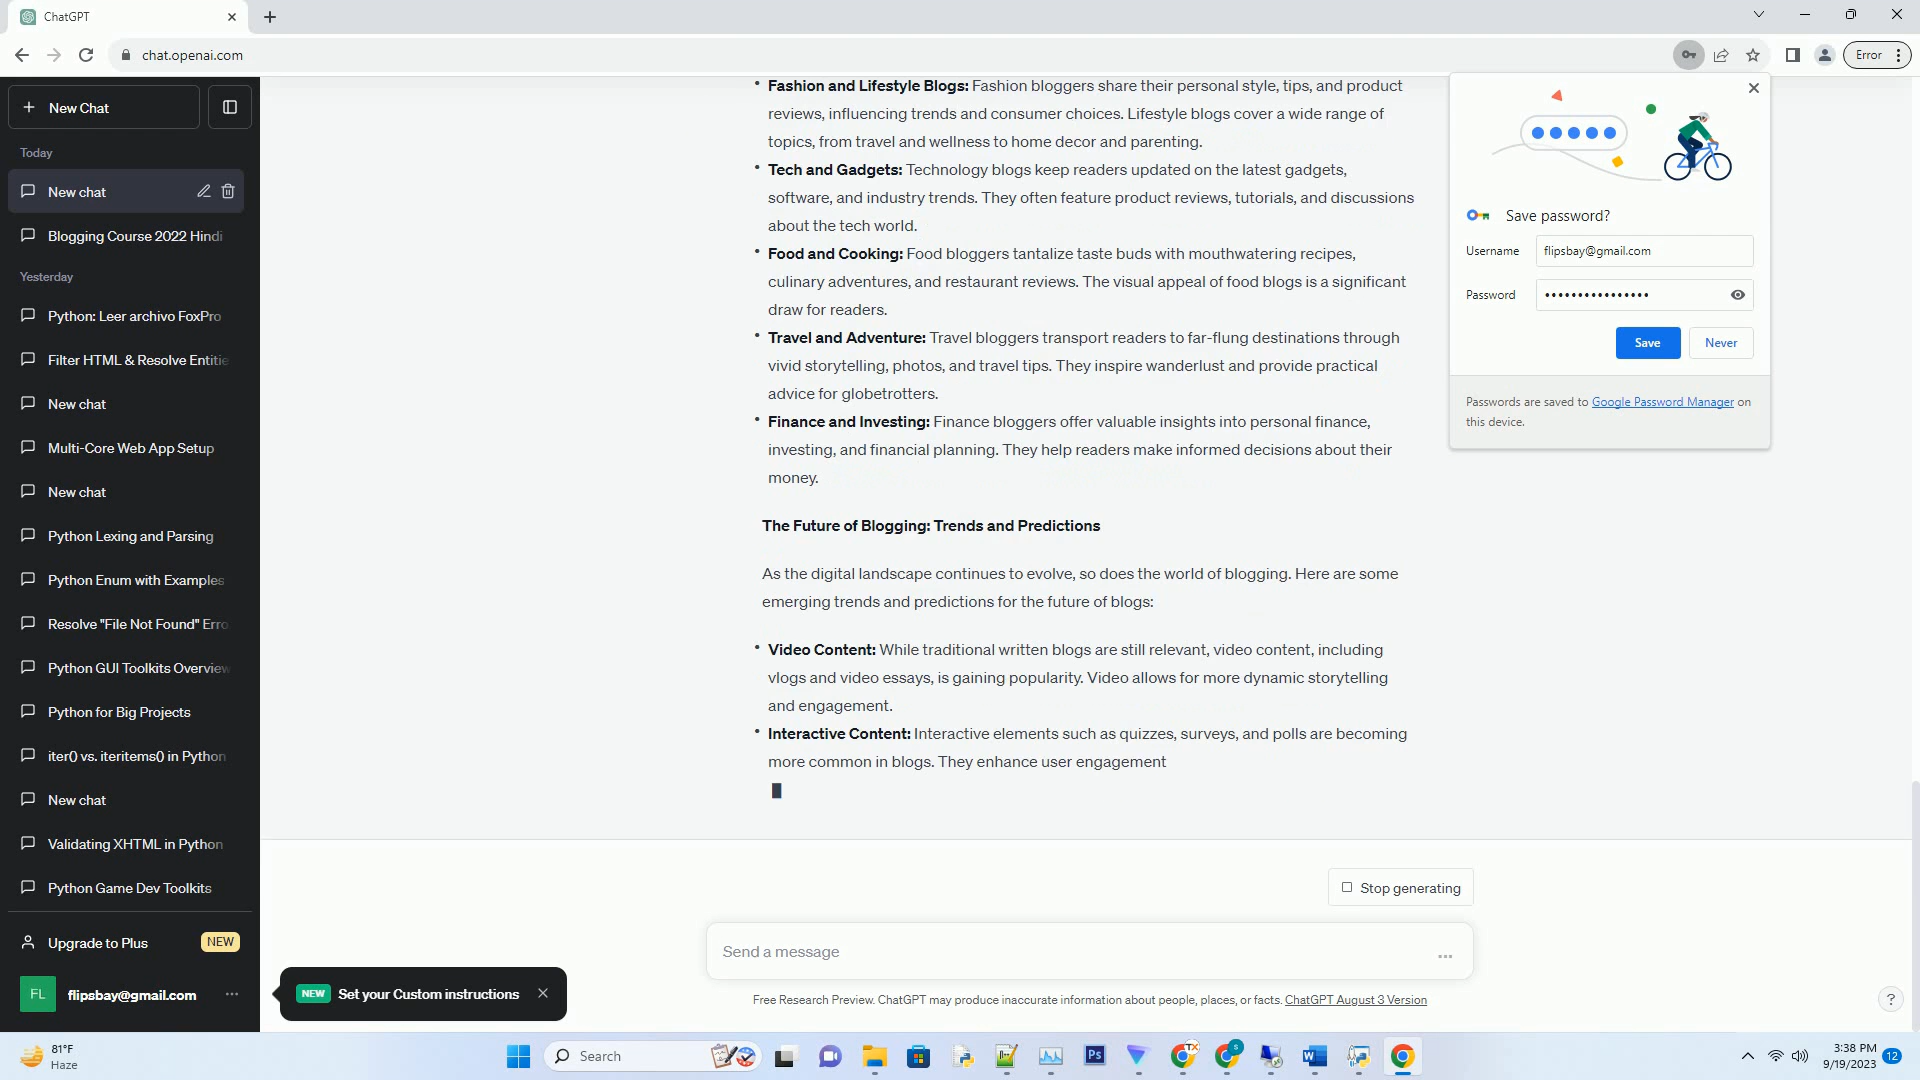 ChatGPT
chat.openai.com
Error
New Chat
Today
New chat
Blogging Course 2022 Hindi
Yesterday
Python: Leer archivo FoxPro
Filter HTML & Resolve Entitie
New chat
Multi-Core Web App Setup
New chat
Python Lexing and Parsing
Python Enum with Examples
Resolve "File Not Found" Erro
Python GUI Toolkits Overview
Python for Big Projects
iter() vs. iteritems() in Python
New chat
Validating XHTML in Python
Python Game Dev Toolkits
Upgrade to Plus NEW
FL flipsbay@gmail.com
• Fashion and Lifestyle Blogs: Fashion bloggers share their personal style, tips, and product
reviews, influencing trends and consumer choices. Lifestyle blogs cover a wide range of
topics, from travel and wellness to home decor and parenting.
• Tech and Gadgets: Technology blogs keep readers updated on the latest gadgets,
software, and industry trends. They often feature product reviews, tutorials, and discussions
about the tech world.
• Food and Cooking: Food bloggers tantalize taste buds with mouthwatering recipes,
culinary adventures, and restaurant reviews. The visual appeal of food blogs is a significant
draw for readers.
• Travel and Adventure: Travel bloggers transport readers to far-flung destinations through
vivid storytelling, photos, and travel tips. They inspire wanderlust and provide practical
advice for globetrotters.
• Finance and Investing: Finance bloggers offer valuable insights into personal finance,
investing, and financial planning. They help readers make informed decisions about their
money.
The Future of Blogging: Trends and Predictions
As the digital landscape continues to evolve, so does the world of blogging. Here are some
emerging trends and predictions for the future of blogs:
• Video Content: While traditional written blogs are still relevant, video content, including
vlogs and video essays, is gaining popularity. Video allows for more dynamic storytelling
and engagement.
• Interactive Content: Interactive elements such as quizzes, surveys, and polls are becoming
more common in blogs. They enhance user engagement
Stop generating
Send a message
Free Research Preview. ChatGPT may produce inaccurate information about people, places, or facts. ChatGPT August 3 Version
NEW Set your Custom instructions
?
Save password?
Username flipsbay@gmail.com
Password ••••••••••••••••
Save Never
Passwords are saved to Google Password Manager on
this device.
81°F
Haze
Search
Ps
TX
S
3:38 PM
9/19/2023
12